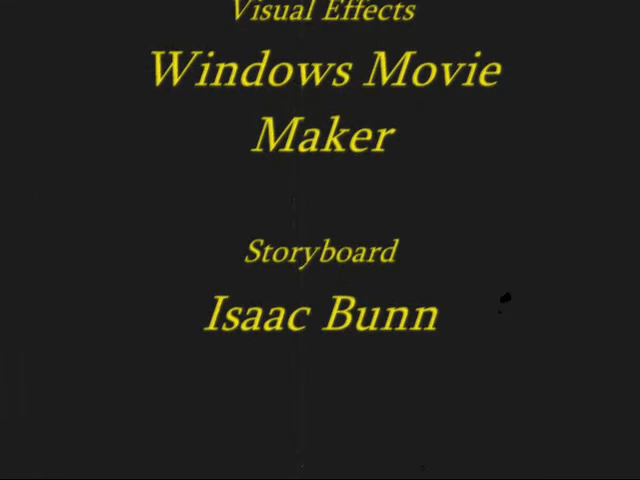 Visual Effects
Windows Movie
Maker
Storyboard
Isaac Bunn